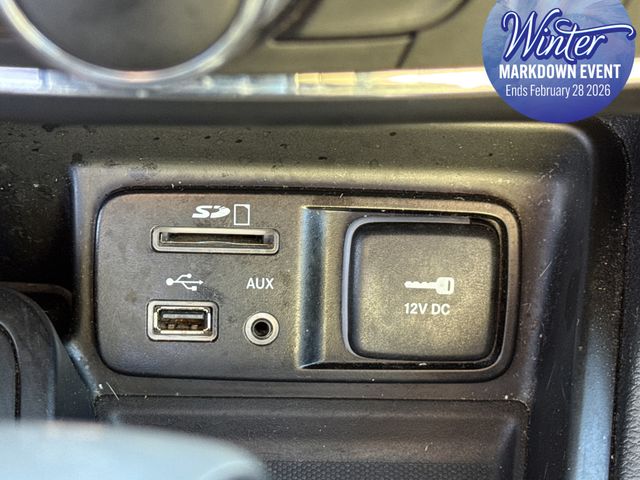 Winter
MARKDOWN EVENT
Ends February 28 2026
SD
AUX
12V DC